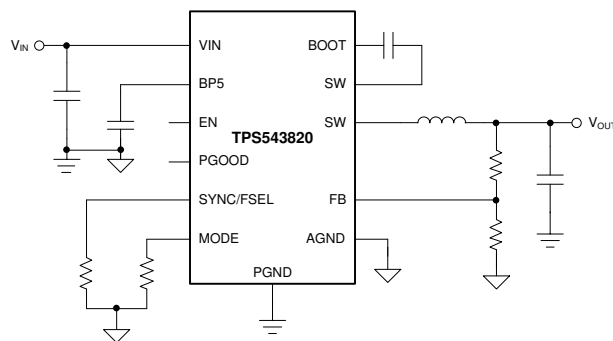 VIN
VIN
BOOT
BP5
SW
EN
SW
VOUT
TPS543820
PGOOD
SYNC/FSEL
FB
MODE
AGND
PGND